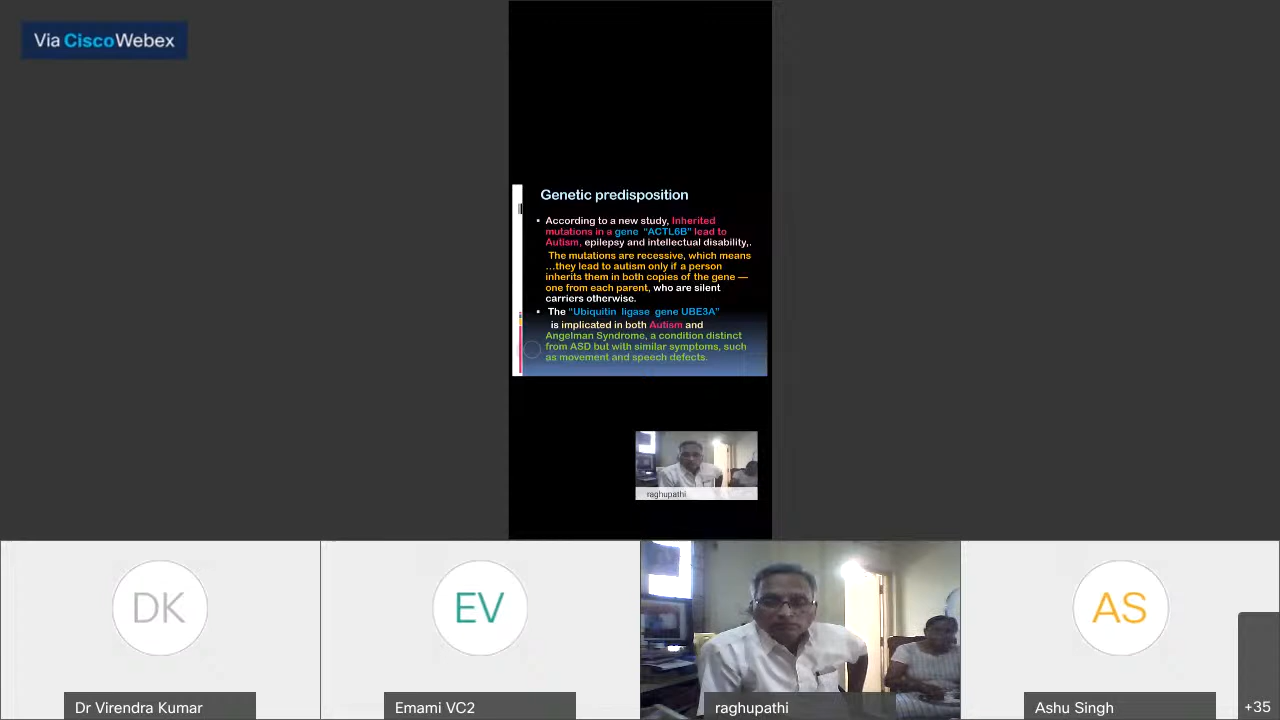 Via CiscoWebex
Genetic predisposition
▪ According to a new study, Inherited
mutations in a gene "ACTL6B" lead to
Autism, epilepsy and intellectual disability,.
The mutations are recessive, which means
...they lead to autism only if a person
inherits them in both copies of the gene —
one from each parent, who are silent
carriers otherwise.
▪ The "Ubiquitin ligase gene UBE3A"
is implicated in both Autism and
Angelman Syndrome, a condition distinct
from ASD but with similar symptoms, such
as movement and speech defects.
raghupathi
DK
EV
AS
Dr Virendra Kumar
Emami VC2
raghupathi
Ashu Singh
+35